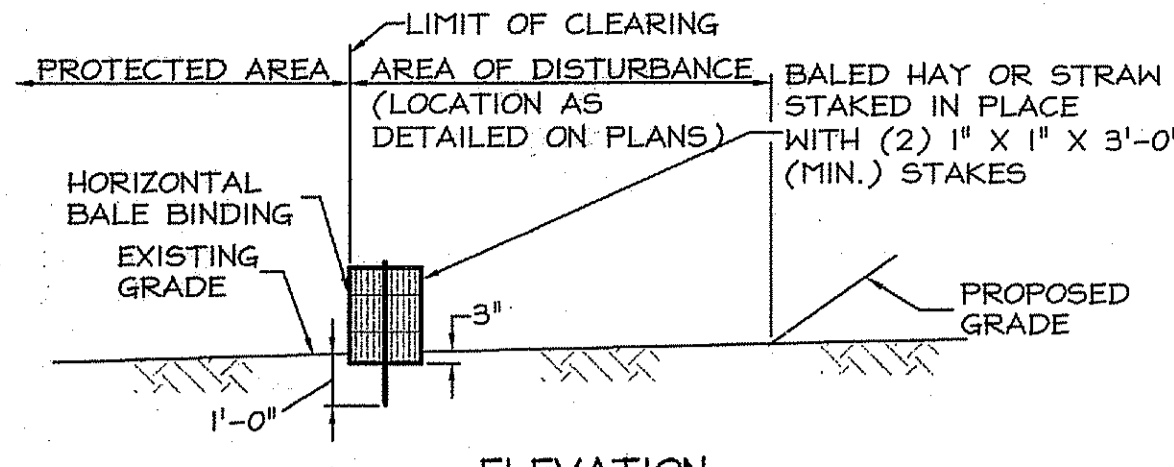 LIMIT OF CLEARING
PROTECTED AREA
AREA OF DISTURBANCE
(LOCATION AS
DETAILED ON PLANS)
BALED HAY OR STRAW
STAKED IN PLACE
WITH (2) 1" X 1" X 3'-0"
(MIN.) STAKES
HORIZONTAL
BALE BINDING
EXISTING
GRADE
3"
PROPOSED
GRADE
1'-0"
ELEVATION